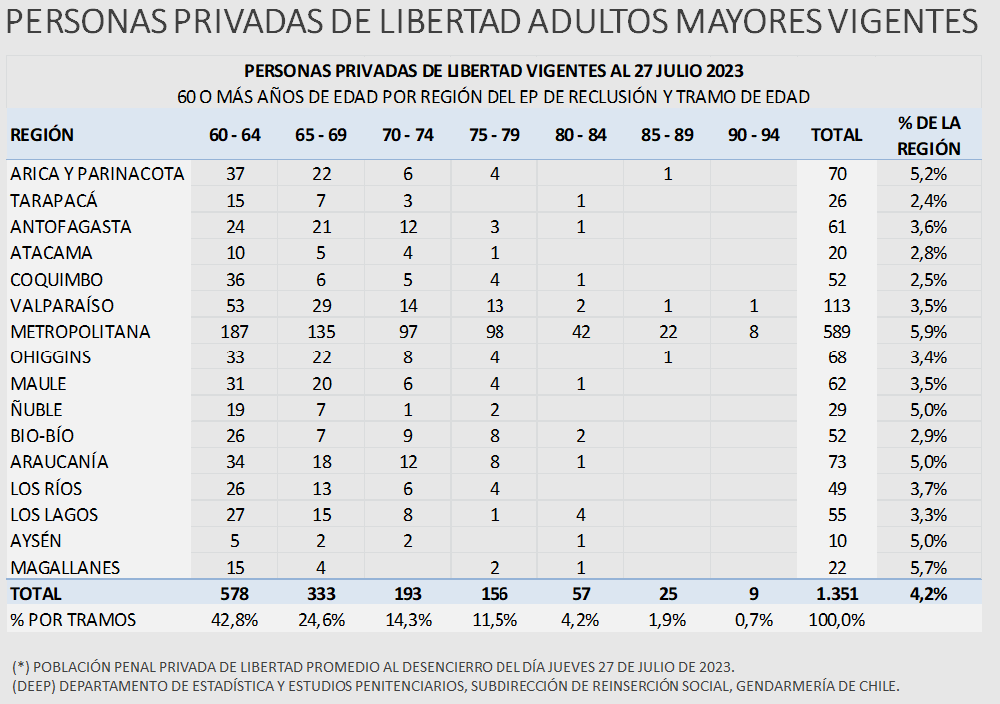 PERSONAS PRIVADAS DE LIBERTAD ADULTOS MAYORES VIGENTES
PERSONAS PRIVADAS DE LIBERTAD VIGENTES AL 27 JULIO 2023
60 O MÁS AÑOS DE EDAD POR REGIÓN DEL EP DE RECLUSIÓN Y TRAMO DE EDAD
REGIÓN 60 - 64 65 - 69 70 - 74 75 - 79 80 - 84 85 - 89 90 - 94 TOTAL % DE LA REGIÓN
ARICA Y PARINACOTA 37 22 6 4 1 70 5,2%
TARAPACÁ 15 7 3 1 26 2,4%
ANTOFAGASTA 24 21 12 3 1 61 3,6%
ATACAMA 10 5 4 1 20 2,8%
COQUIMBO 36 6 5 4 1 52 2,5%
VALPARAÍSO 53 29 14 13 2 1 1 113 3,5%
METROPOLITANA 187 135 97 98 42 22 8 589 5,9%
OHIGGINS 33 22 8 4 1 68 3,4%
MAULE 31 20 6 4 1 62 3,5%
ÑUBLE 19 7 1 2 29 5,0%
BIO-BÍO 26 7 9 8 2 52 2,9%
ARAUCANÍA 34 18 12 8 1 73 5,0%
LOS RÍOS 26 13 6 4 49 3,7%
LOS LAGOS 27 15 8 1 4 55 3,3%
AYSÉN 5 2 2 1 10 5,0%
MAGALLANES 15 4 2 1 22 5,7%
TOTAL 578 333 193 156 57 25 9 1.351 4,2%
% POR TRAMOS 42,8% 24,6% 14,3% 11,5% 4,2% 1,9% 0,7% 100,0%
(*) POBLACIÓN PENAL PRIVADA DE LIBERTAD PROMEDIO AL DESENCIERRO DEL DÍA JUEVES 27 DE JULIO DE 2023.
(DEEP) DEPARTAMENTO DE ESTADÍSTICA Y ESTUDIOS PENITENCIARIOS, SUBDIRECCIÓN DE REINSERCIÓN SOCIAL, GENDARMERÍA DE CHILE.